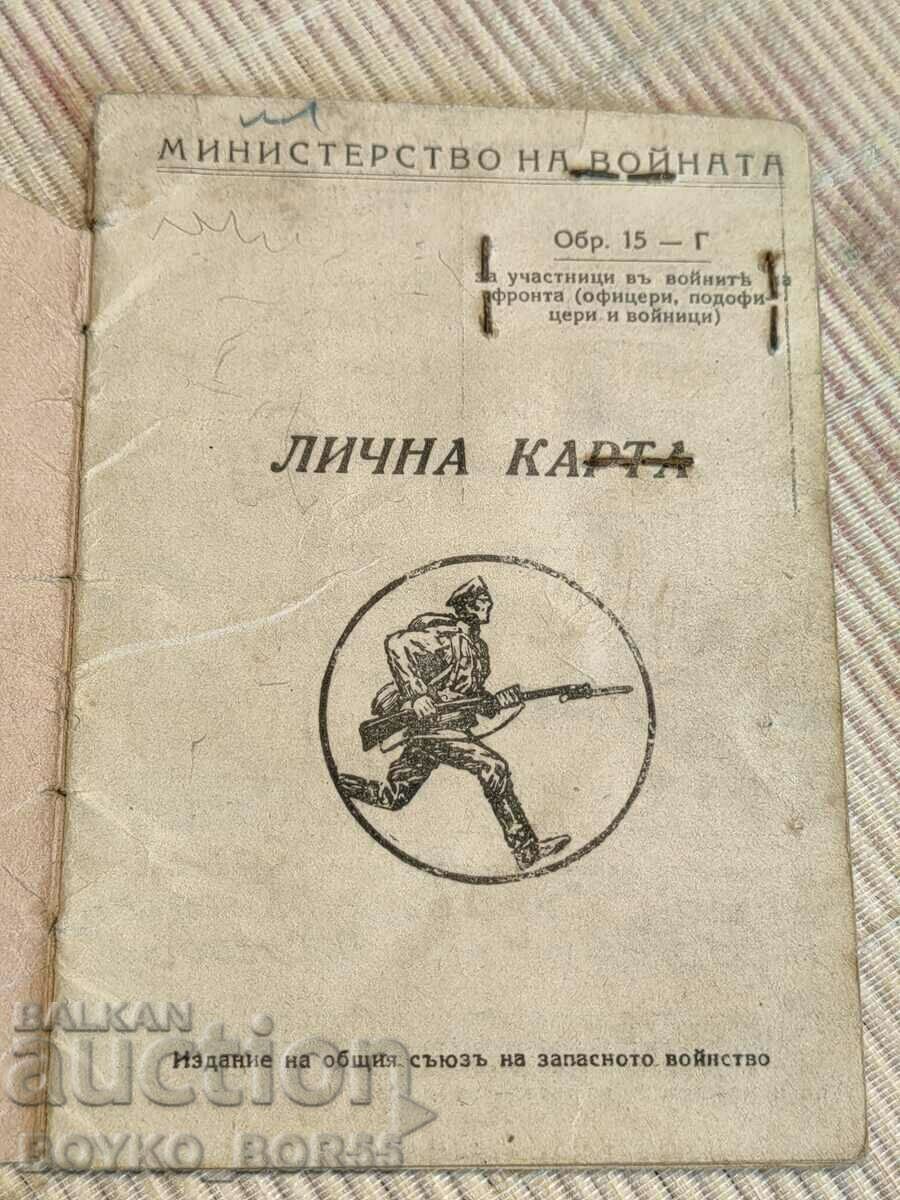 МИНИСТЕРСТВО НА ВОЙНАТА
Обр. 15 — Г
за участници въ войнитѣ на
фронта (офицери, подофи-
цери и войници)
ЛИЧНА КАРТА
Издание на общия съюзъ на запасното войнство
BALKAN
auction
BOYKO_BOR55